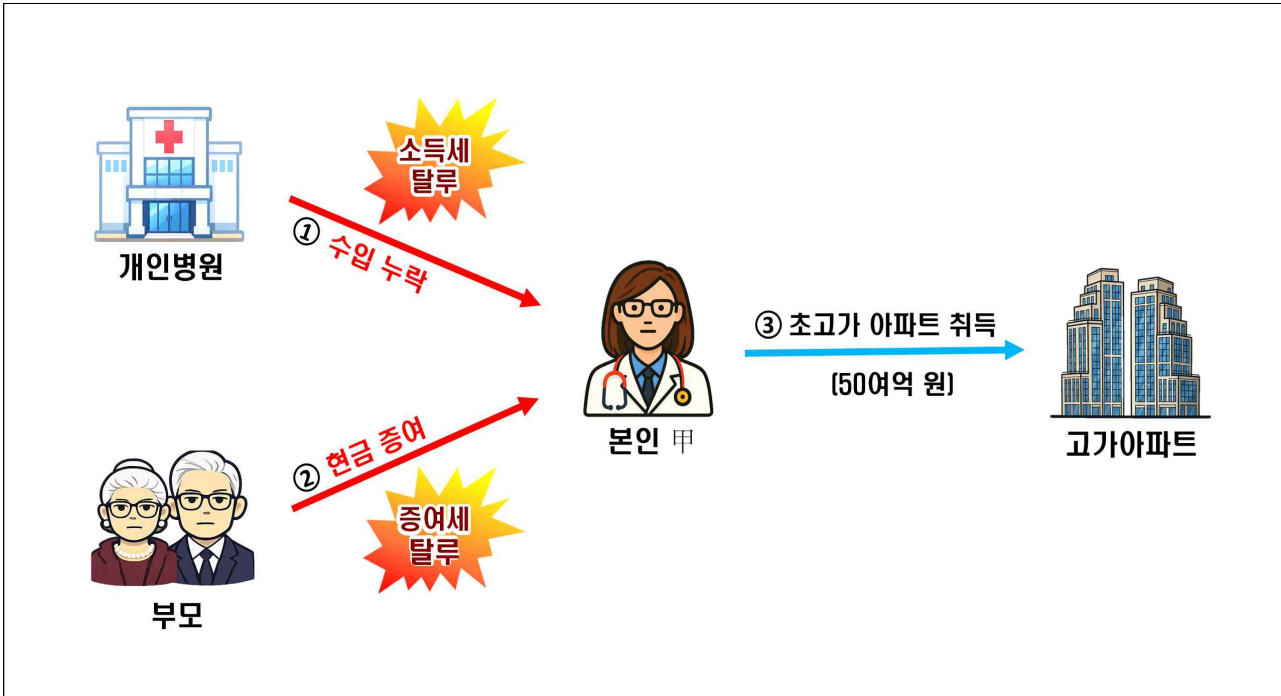 소득세
탈루
개인병원
① 수입 누락
③ 초고가 아파트 취득
(50여억 원)
본인 甲
고가아파트
② 현금 증여
증여세
탈루
부모